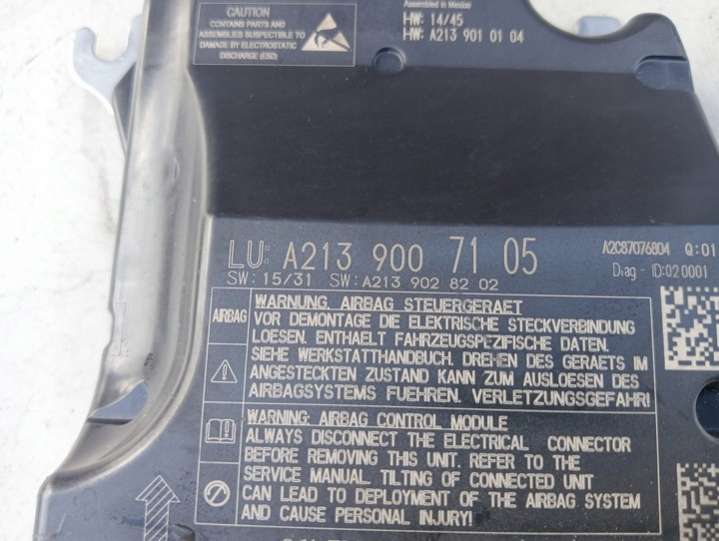 CAUTION
CONTAINS PARTS AND
ASSEMBLIES SUSCEPTIBLE TO
DAMAGE BY ELECTROSTATIC
DISCHARGE (ESD)
Assembled in Mexico
HW: 14/45
HW: A213 901 01 04
LU: A213 900 71 05
A2C87076804 Q:01
SW: 15/31 SW: A213 902 82 02
Diag - ID:020001
AIRBAG
WARNUNG, AIRBAG STEUERGERAET
VOR DEMONTAGE DIE ELEKTRISCHE STECKVERBINDUNG
LOESEN. ENTHAELT FAHRZEUGSPEZIFISCHE DATEN.
SIEHE WERKSTATTHANDBUCH. DREHEN DES GERAETS IM
ANGESTECKTEN ZUSTAND KANN ZUM AUSLOESEN DES
AIRBAGSYSTEMS FUEHREN. VERLETZUNGSGEFAHR!
WARNING: AIRBAG CONTROL MODULE
ALWAYS DISCONNECT THE ELECTRICAL CONNECTOR
BEFORE REMOVING THIS UNIT. REFER TO THE
SERVICE MANUAL. TILTING OF CONNECTED UNIT
CAN LEAD TO DEPLOYMENT OF THE AIRBAG SYSTEM
AND CAUSE PERSONAL INJURY!